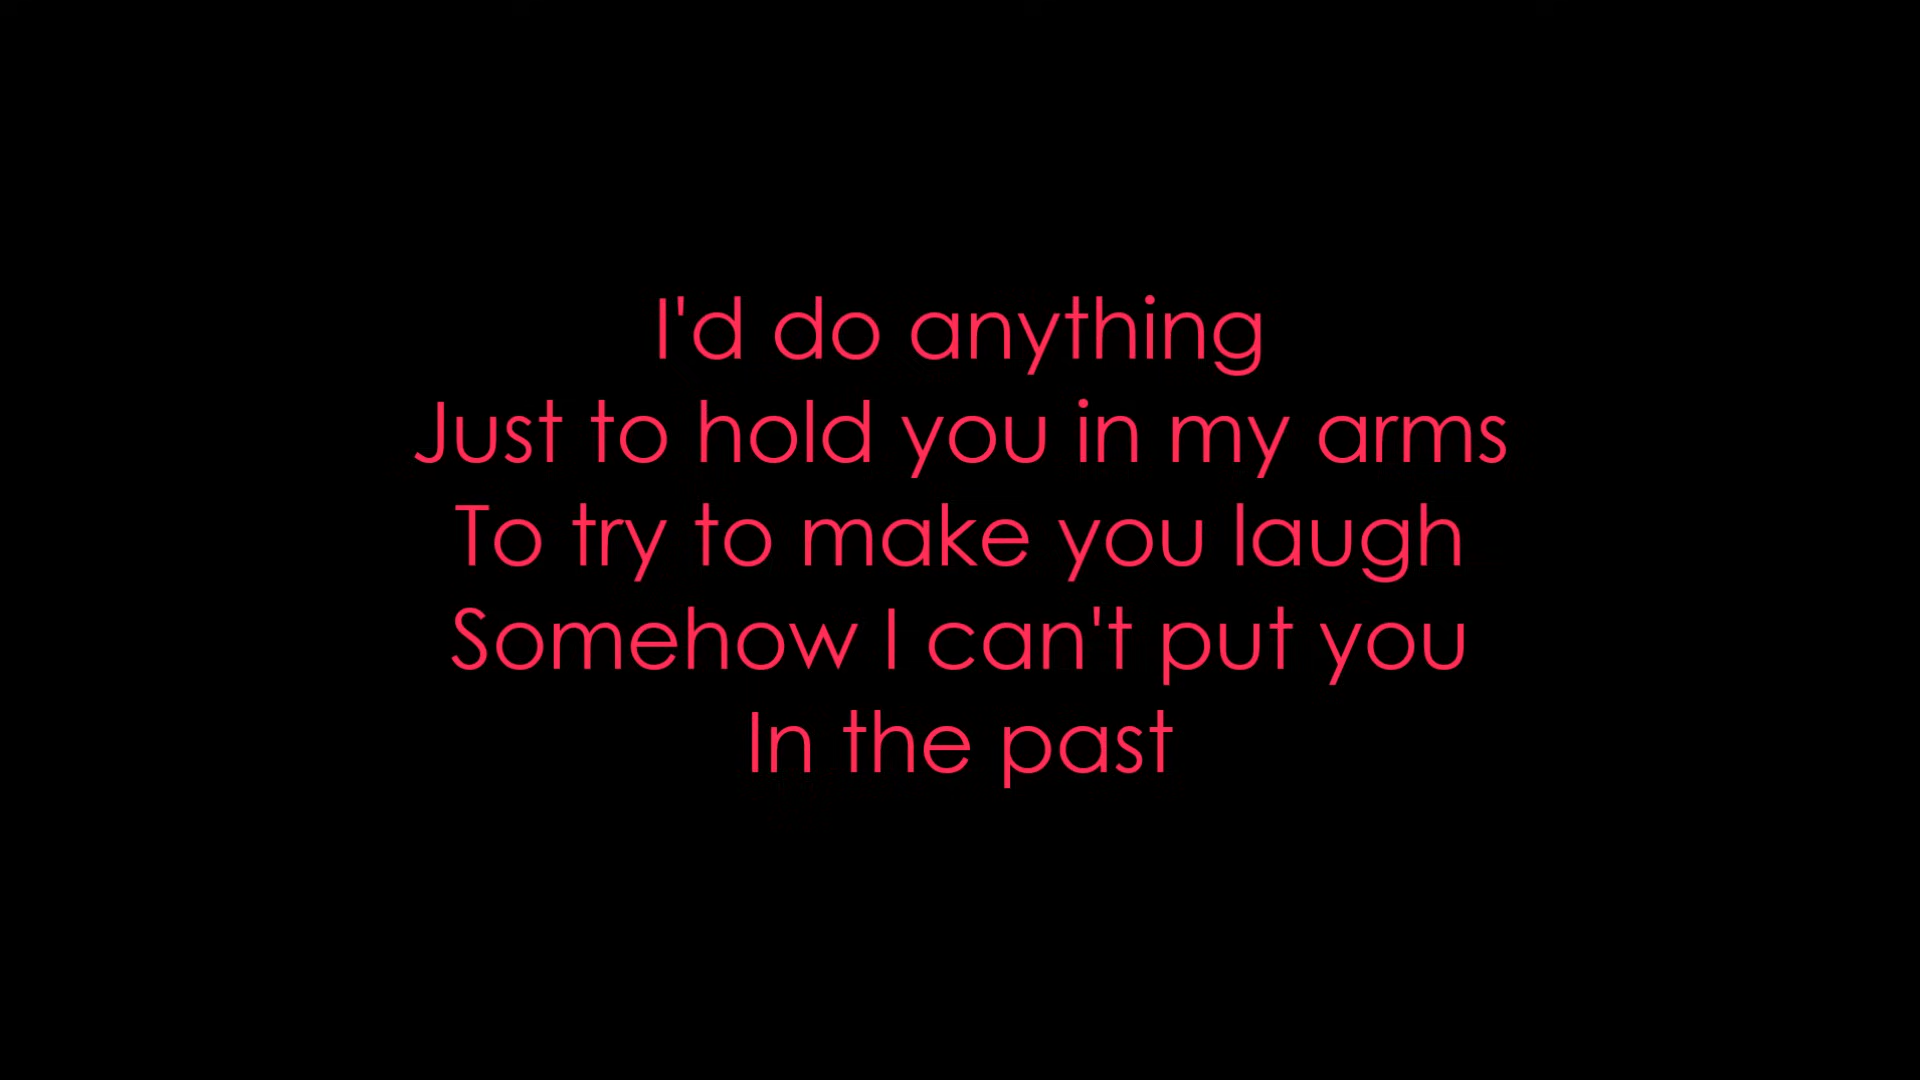 I'd do anything
Just to hold you in my arms
To try to make you laugh
Somehow I can't put you
In the past